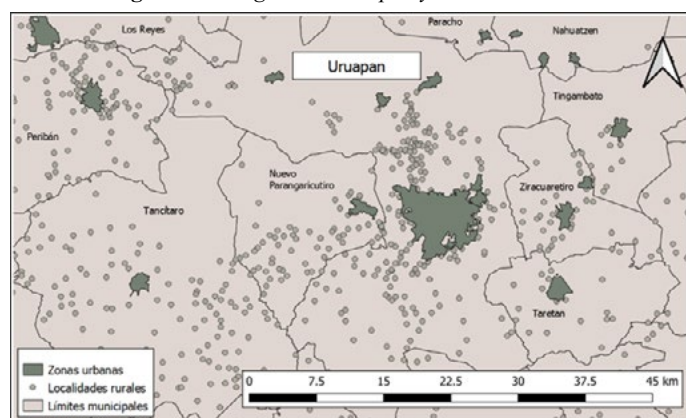 Los Reyes
Paracho
Nahuatzen
Uruapan
Tingambato
Peribán
Nuevo
Parangaricutiro
Ziracuaretiro
Tancítaro
Taretan
Zonas urbanas
Localidades rurales
Límites municipales
0 7.5 15 22.5 30 37.5 45 km